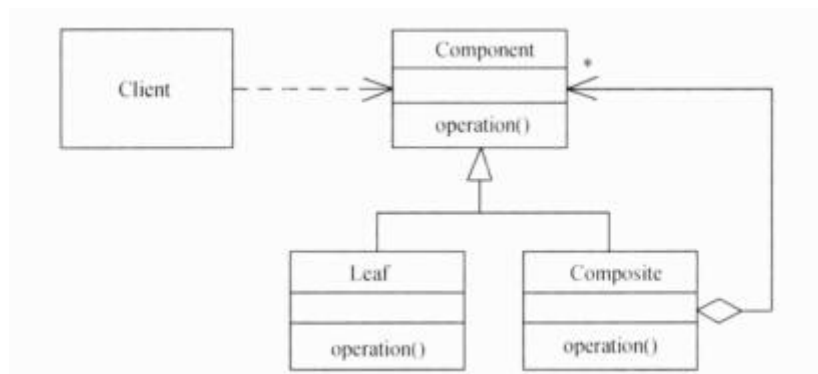 Client
Component
*
operation()
Leaf
Composite
operation()
operation()